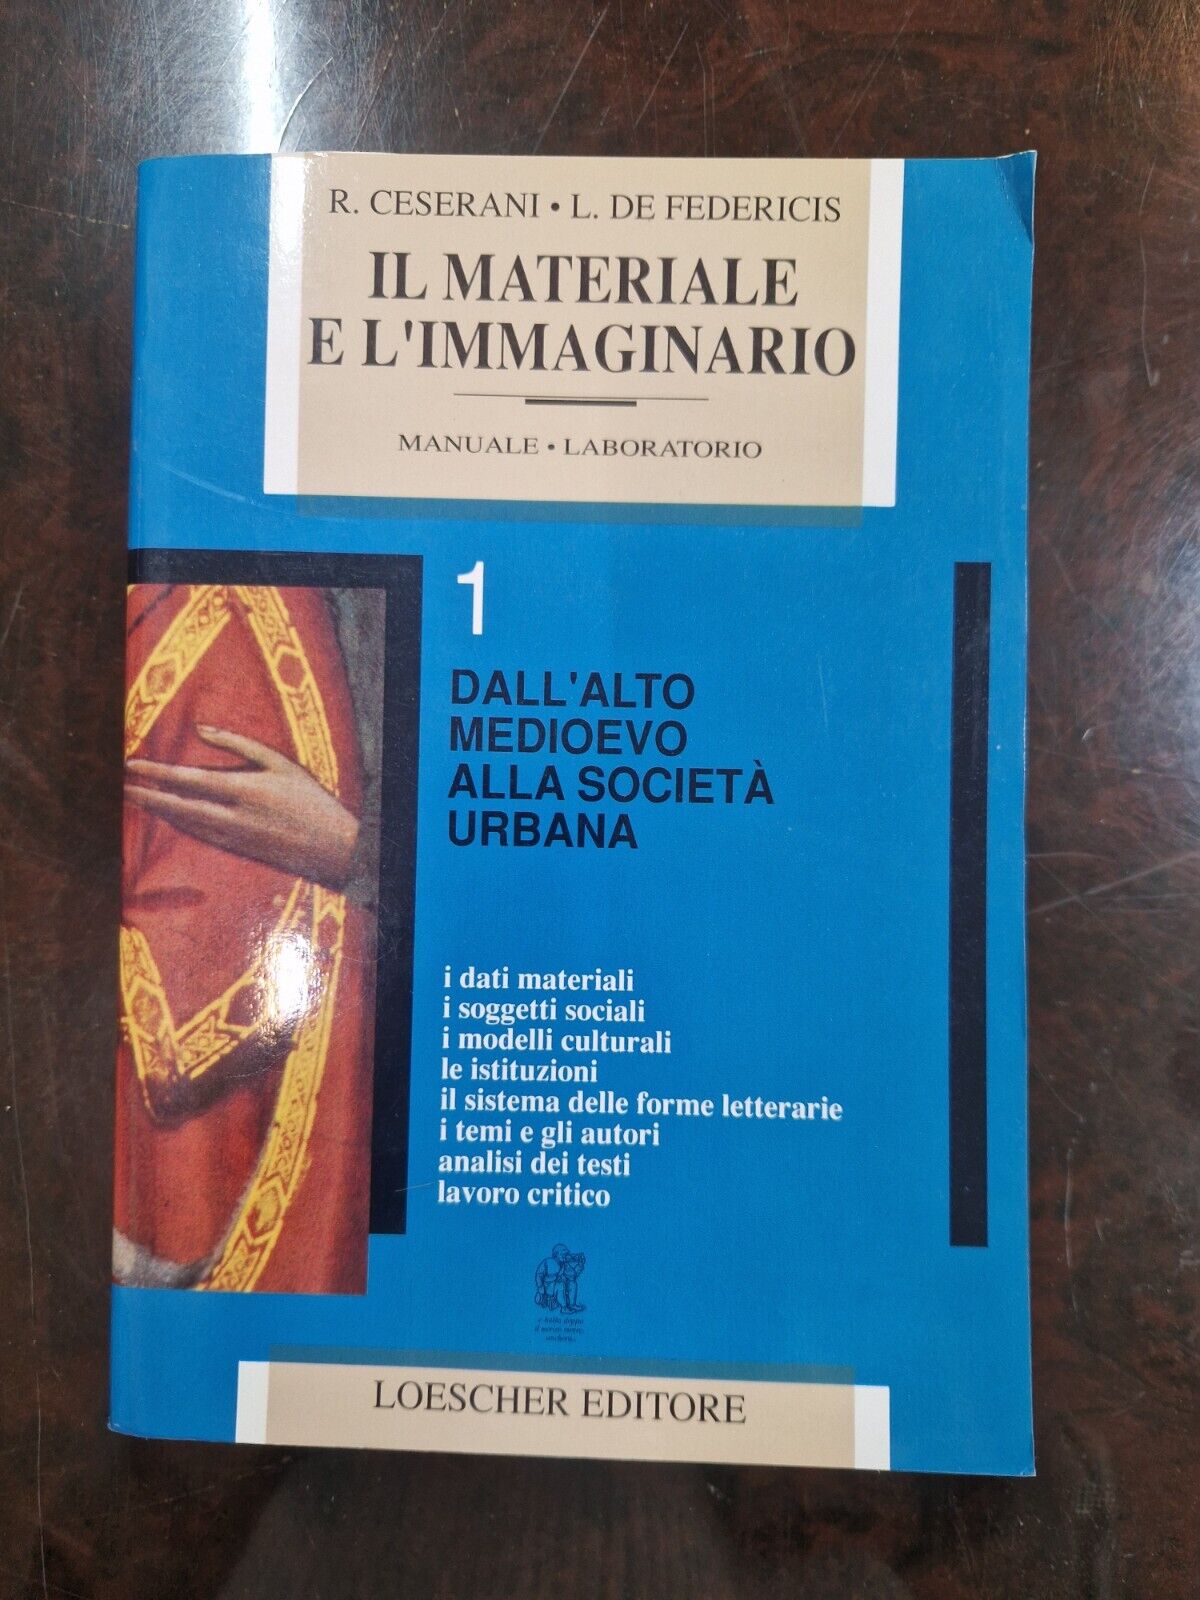 R. CESERANI • L. DE FEDERICIS
IL MATERIALE
E L'IMMAGINARIO
MANUALE • LABORATORIO
1
DALL'ALTO
MEDIOEVO
ALLA SOCIETÀ
URBANA
i dati materiali
i soggetti sociali
i modelli culturali
le istituzioni
il sistema delle forme letterarie
i temi e gli autori
analisi dei testi
lavoro critico
LOESCHER EDITORE